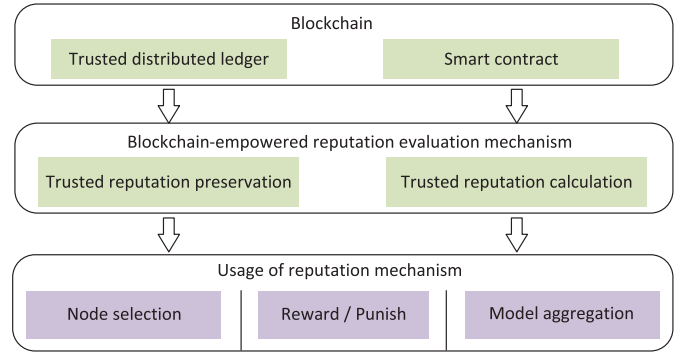 Blockchain
Trusted distributed ledger
Smart contract
Blockchain-empowered reputation evaluation mechanism
Trusted reputation preservation
Trusted reputation calculation
Usage of reputation mechanism
Node selection
Reward / Punish
Model aggregation